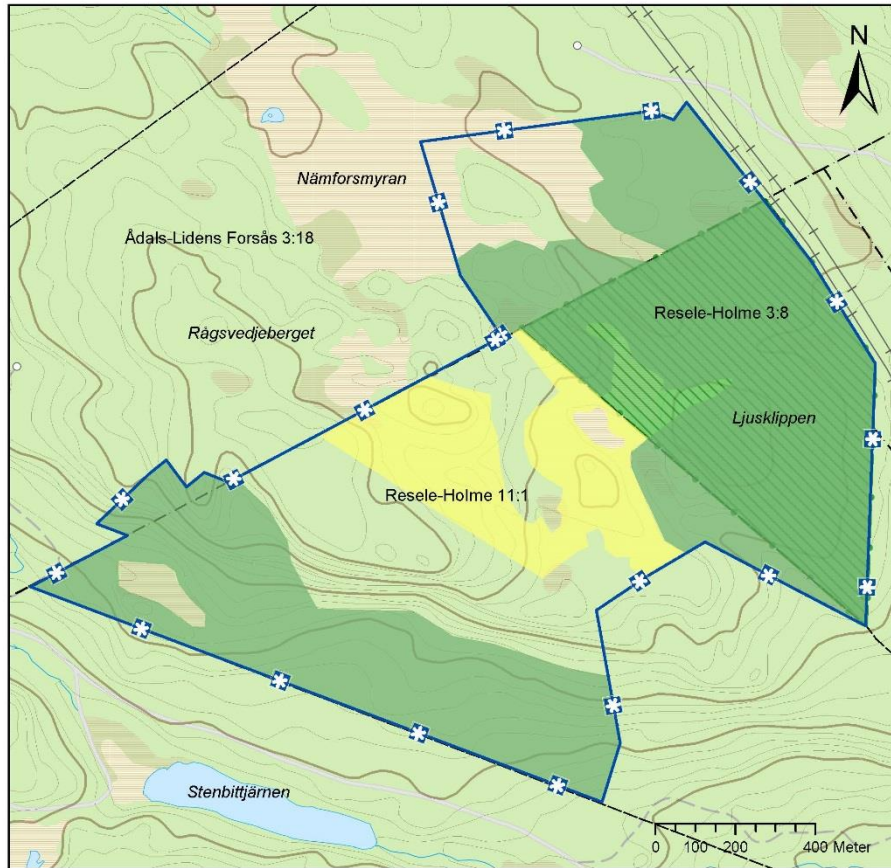 N
Nämforsmyran
Ådals-Lidens Forsås 3:18
Resele-Holme 3:8
Rågsvedjeberget
Ljusklippen
Resele-Holme 11:1
Stenbittjärnen
0 100 200 400 Meter